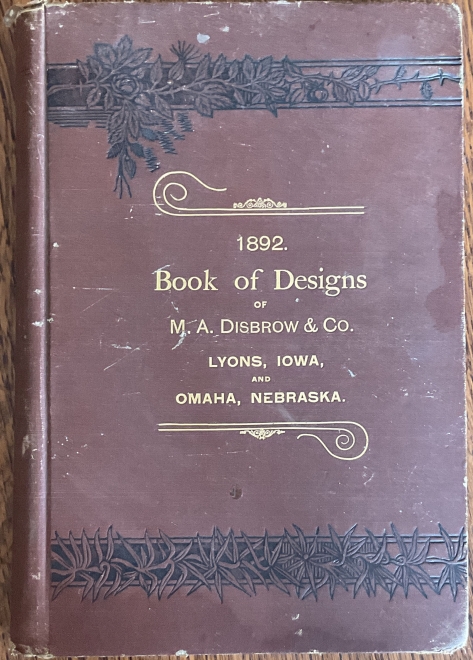 1892.
Book of Designs
OF
M. A. DISBROW & CO.
LYONS, IOWA,
AND
OMAHA, NEBRASKA.